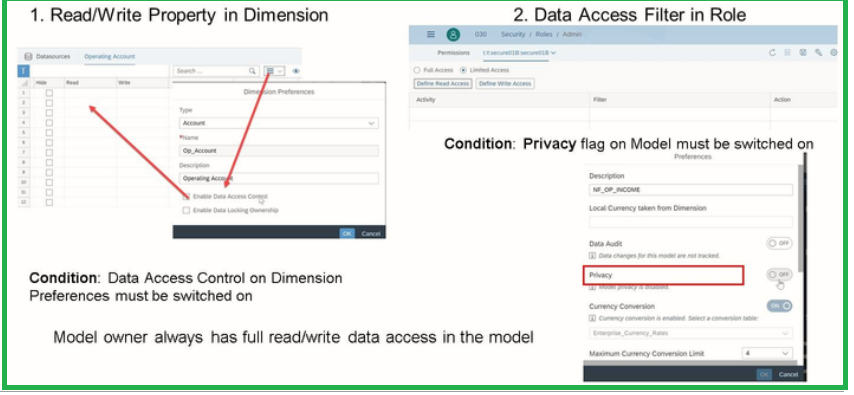 1. Read/Write Property in Dimension
2. Data Access Filter in Role
030 Security / Roles / Admin
Datasources Operating Account
Permissions t.K:secure01B:secure01B
Search ...
Full Access Limited Access
Hide Read Write
Define Read Access Define Write Access
Dimension Preferences
Activity Filter Action
Type
Account
*Name
Op_Account
Description
Operating Account
Enable Data Access Control
Enable Data Locking Ownership
OK Cancel
1
2
3
4
5
6
7
8
9
10
11
12
Condition: Privacy flag on Model must be switched on
Preferences
Description
NF_OP_INCOME
Local Currency taken from Dimension
Data Audit OFF
Data changes for this model are not tracked.
Privacy OFF
Model privacy is disabled.
Currency Conversion ON
Currency conversion is enabled. Select a conversion table:
Enterprise_Currency_Rates
Maximum Currency Conversion Limit 4
OK Cancel
Condition: Data Access Control on Dimension
Preferences must be switched on
Model owner always has full read/write data access in the model